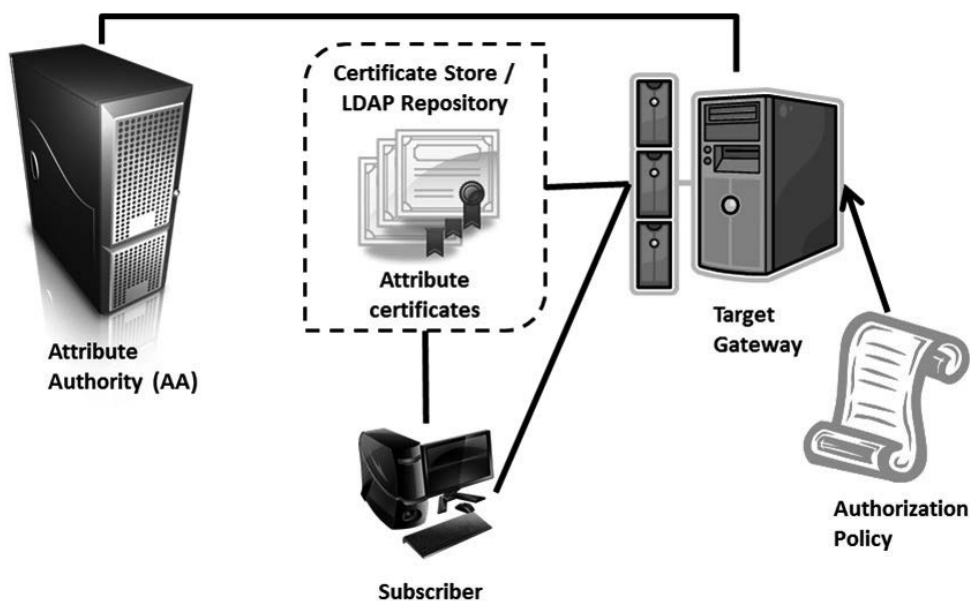 Certificate Store /
LDAP Repository
Attribute
certificates
Attribute
Authority (AA)
Target
Gateway
Authorization
Policy
Subscriber